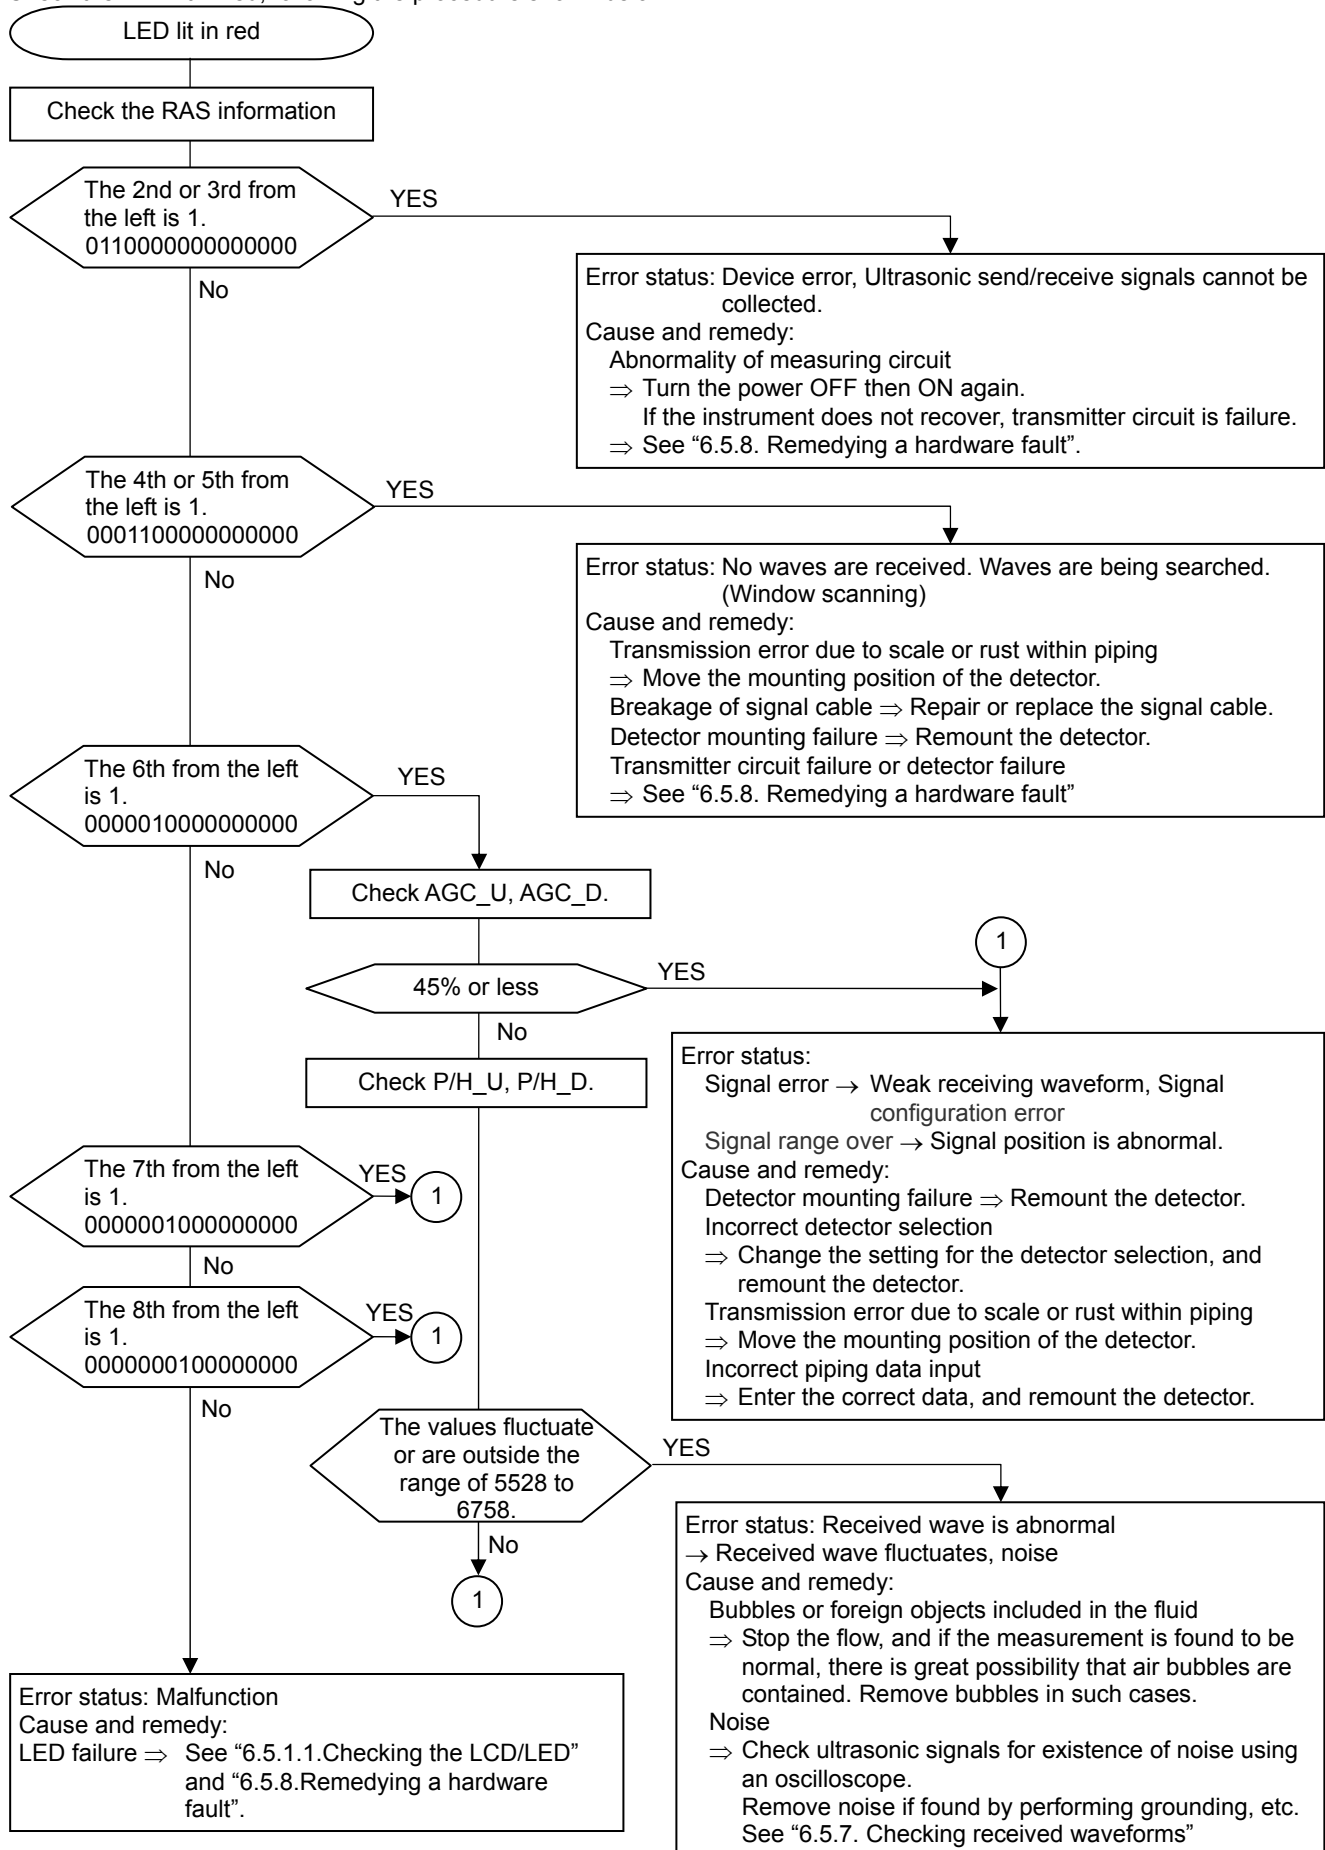 LED lit in red
Check the RAS information
The 2nd or 3rd from
the left is 1.
0110000000000000
YES
No
Error status: Device error, Ultrasonic send/receive signals cannot be
collected.
Cause and remedy:
Abnormality of measuring circuit
⇒ Turn the power OFF then ON again.
If the instrument does not recover, transmitter circuit is failure.
⇒ See “6.5.8. Remedying a hardware fault”.
The 4th or 5th from
the left is 1.
0001100000000000
YES
No
Error status: No waves are received. Waves are being searched.
(Window scanning)
Cause and remedy:
Transmission error due to scale or rust within piping
⇒ Move the mounting position of the detector.
Breakage of signal cable ⇒ Repair or replace the signal cable.
Detector mounting failure ⇒ Remount the detector.
Transmitter circuit failure or detector failure
⇒ See “6.5.8. Remedying a hardware fault”
The 6th from the left
is 1.
0000010000000000
YES
No
Check AGC_U, AGC_D.
45% or less
YES
No
1
Check P/H_U, P/H_D.
Error status:
Signal error → Weak receiving waveform, Signal
configuration error
Signal range over → Signal position is abnormal.
Cause and remedy:
Detector mounting failure ⇒ Remount the detector.
Incorrect detector selection
⇒ Change the setting for the detector selection, and
remount the detector.
Transmission error due to scale or rust within piping
⇒ Move the mounting position of the detector.
Incorrect piping data input
⇒ Enter the correct data, and remount the detector.
The 7th from the left
is 1.
0000001000000000
YES
1
No
The 8th from the left
is 1.
0000000100000000
YES
1
No
The values fluctuate
or are outside the
range of 5528 to
6758.
YES
No
1
Error status: Received wave is abnormal
→ Received wave fluctuates, noise
Cause and remedy:
Bubbles or foreign objects included in the fluid
⇒ Stop the flow, and if the measurement is found to be
normal, there is great possibility that air bubbles are
contained. Remove bubbles in such cases.
Noise
⇒ Check ultrasonic signals for existence of noise using
an oscilloscope.
Remove noise if found by performing grounding, etc.
See “6.5.7. Checking received waveforms”
Error status: Malfunction
Cause and remedy:
LED failure ⇒ See “6.5.1.1.Checking the LCD/LED”
and “6.5.8.Remedying a hardware
fault”.